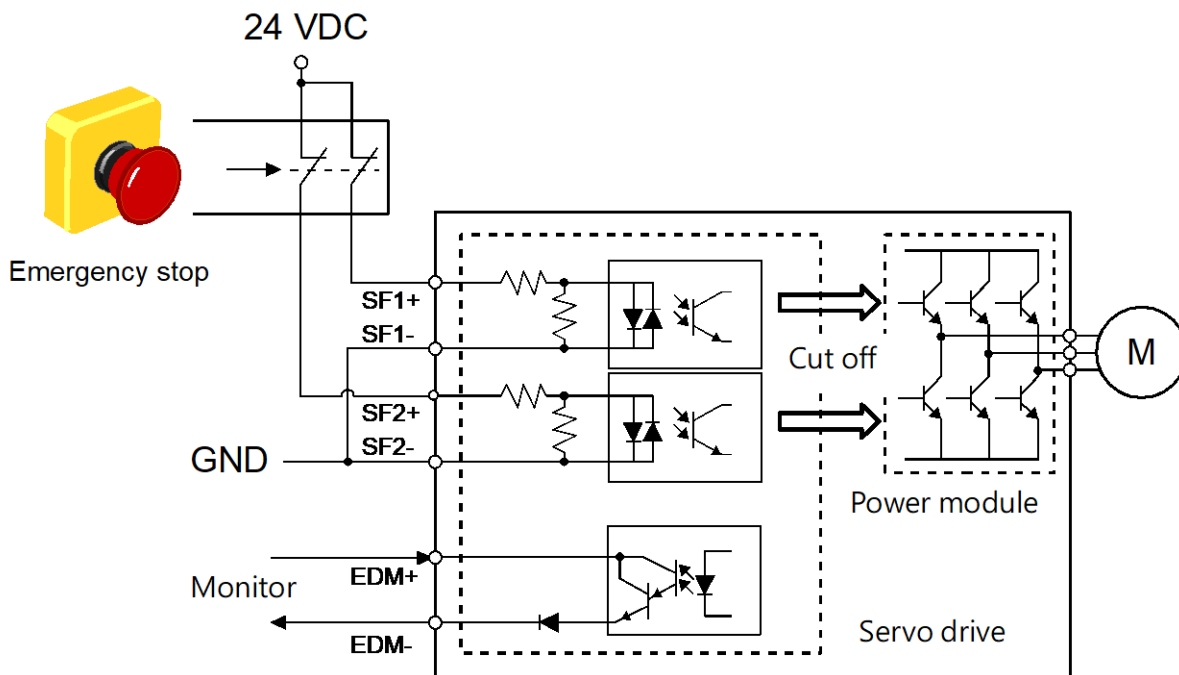 24 VDC
Emergency stop
SF1+
SF1-
Cut off
SF2+
SF2-
GND
M
Power module
EDM+
Monitor
EDM-
Servo drive